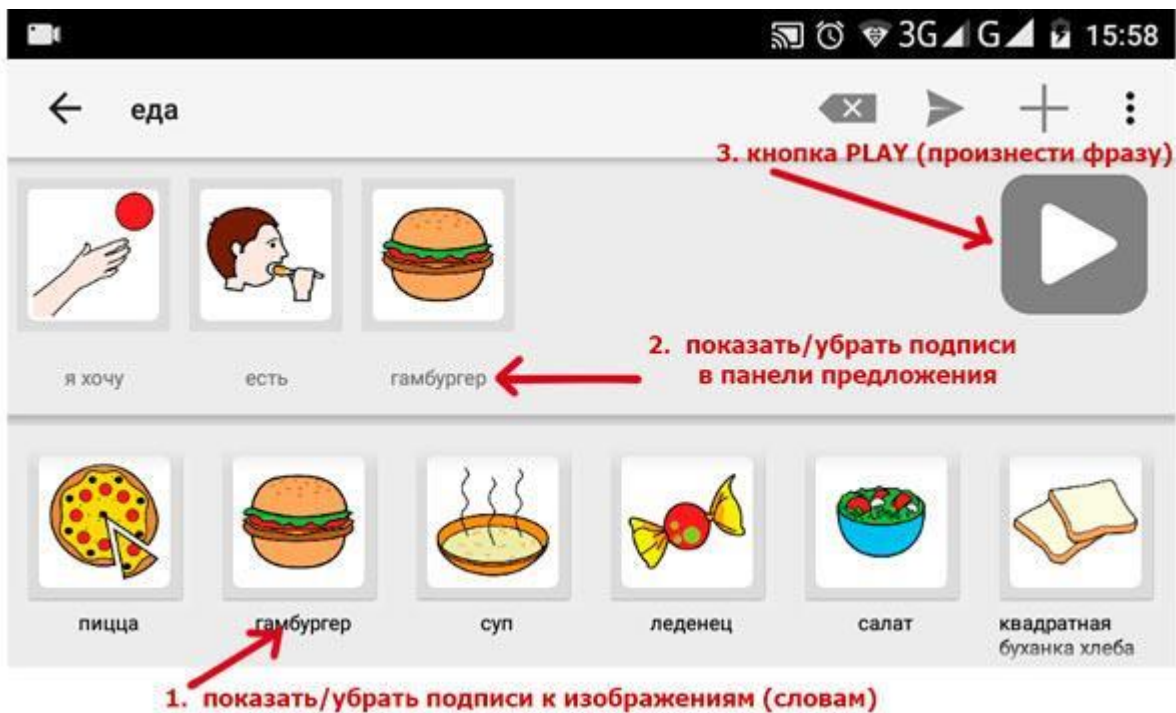 3G G 15:58
еда
3. кнопка PLAY (произнести фразу)
2. показать/убрать подписи
в панели предложения
я хочу есть гамбургер
пицца гамбургер суп леденец салат квадратная
буханка хлеба
1. показать/убрать подписи к изображениям (словам)